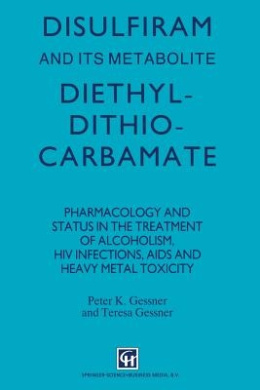 DISULFIRAM
AND ITS METABOLITE
DIETHYL-
DITHIO-
CARBAMATE
PHARMACOLOGY AND
STATUS IN THE TREATMENT
OF ALCOHOLISM,
HIV INFECTIONS, AIDS AND
HEAVY METAL TOXICITY
Peter K. Gessner
and Teresa Gessner
SPRINGER-SCIENCE+BUSINESS MEDIA, B.V.